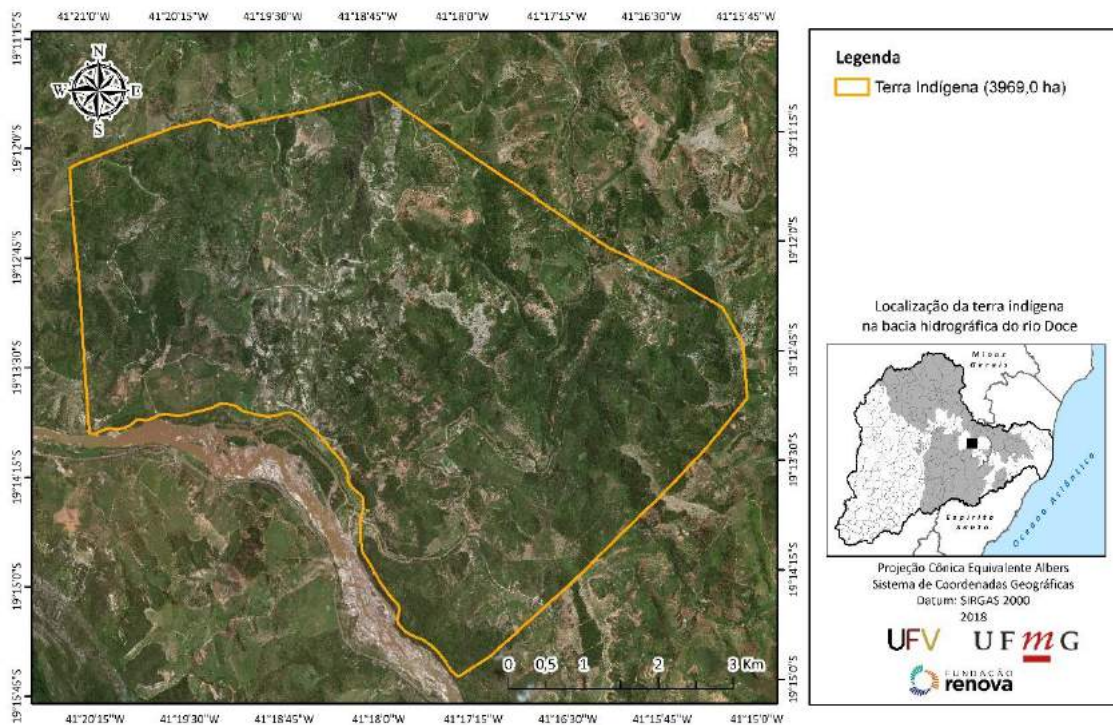 41°21'0"W 41°20'15"W 41°19'30"W 41°18'45"W 41°18'0"W 41°17'15"W 41°16'30"W 41°15'45"W
19°11'15"S
19°12'0"S
19°12'45"S
19°13'30"S
19°14'15"S
19°15'0"S
19°15'45"S
N
W E
S
19°11'15"S
19°12'0"S
19°12'45"S
19°13'30"S
19°14'15"S
19°15'0"S
0 0,5 1 2 3 Km
41°20'15"W 41°19'30"W 41°18'45"W 41°18'0"W 41°17'15"W 41°16'30"W 41°15'45"W 41°15'0"W
Legenda
Terra Indígena (3969,0 ha)
Localização da terra indígena
na bacia hidrográfica do rio Doce
Minas
Gerais
Espírito
Santo
Oceano Atlântico
Projeção Cônica Equivalente Albers
Sistema de Coordenadas Geográficas
Datum: SIRGAS 2000
2018
UFV UFmG
FUNDAÇÃO
renova